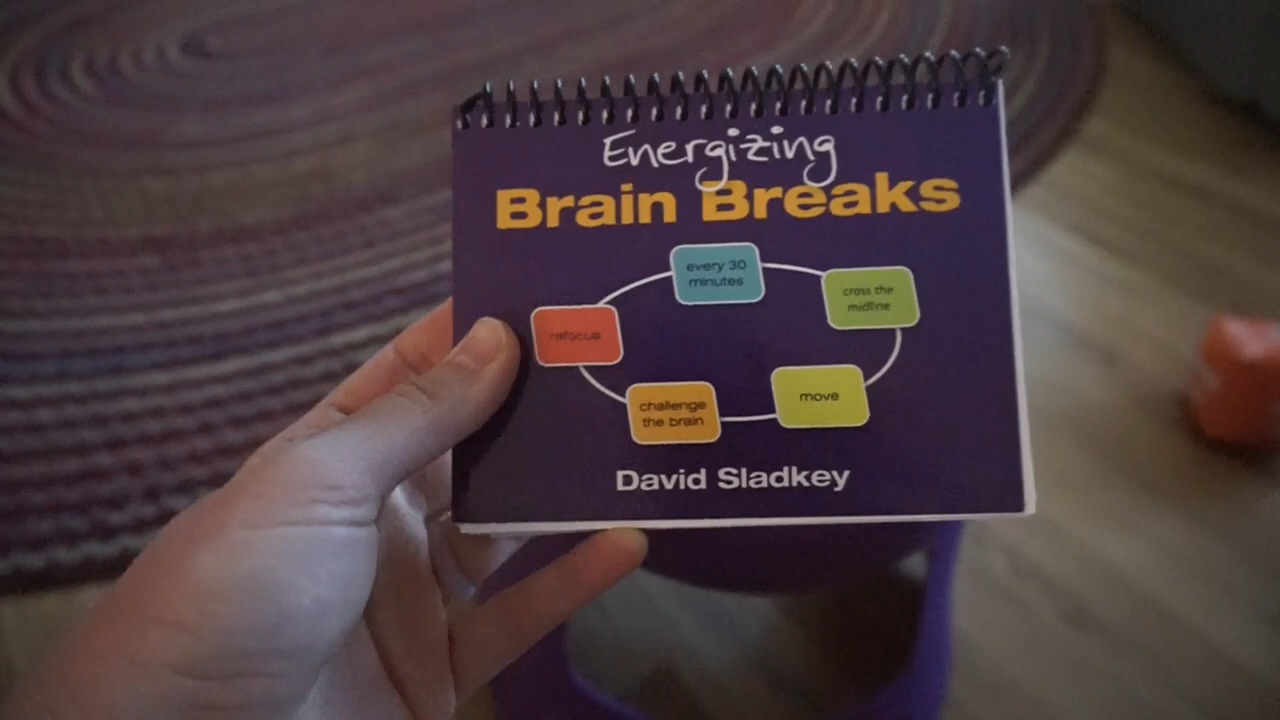 Energizing
Brain Breaks
every 30
minutes
cross the
midline
refocus
challenge
the brain
move
David Sladkey